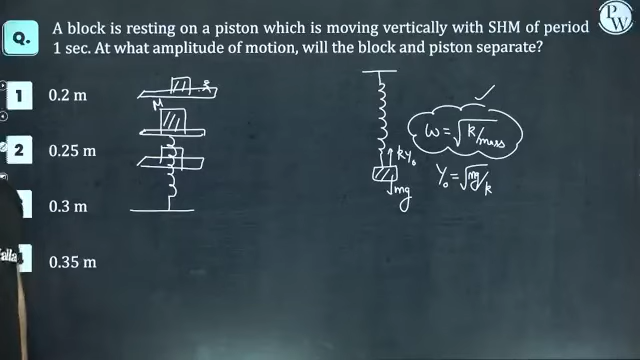 Q. A block is resting on a piston which is moving vertically with SHM of period
1 sec. At what amplitude of motion, will the block and piston separate?
P
W
1 0.2 m
2 0.25 m
0.3 m
0.35 m
alla
M
ky₀
mg
ω = √k/mass
Y₀ = √mg/k